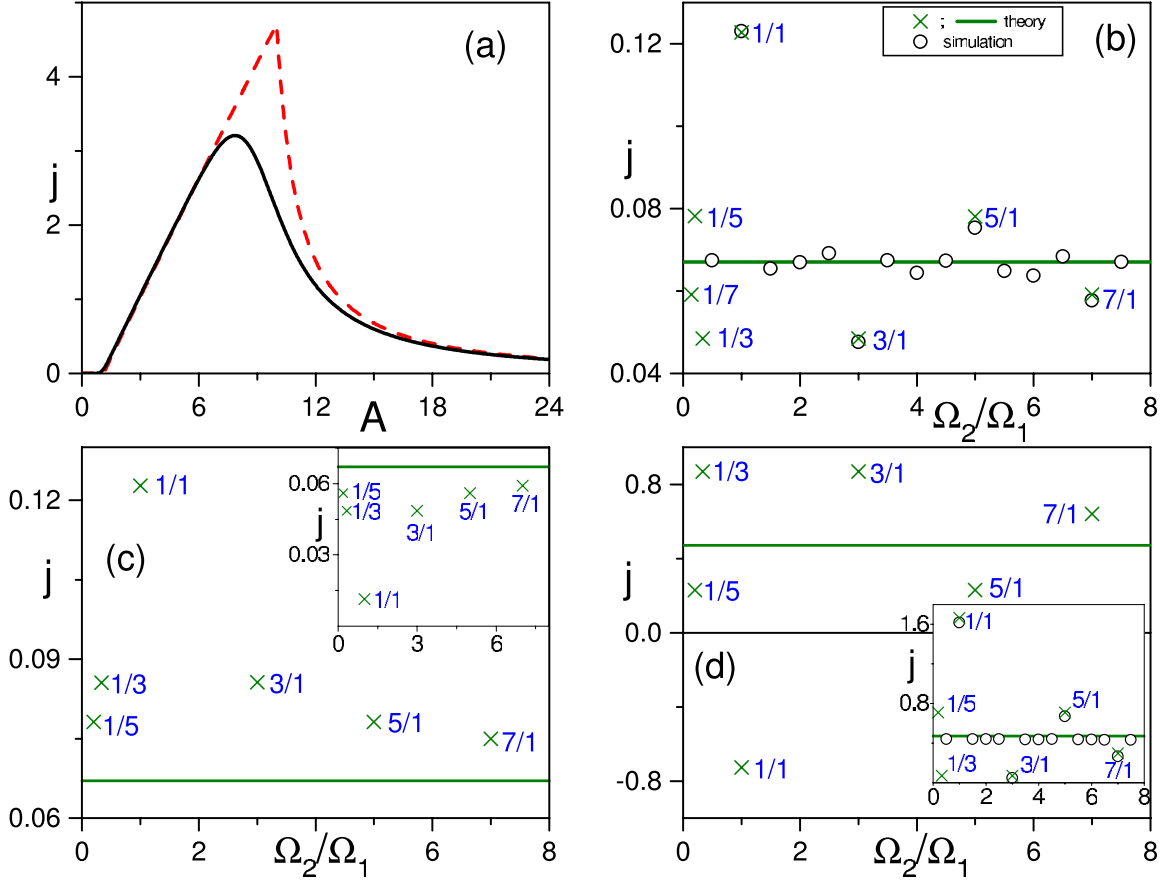 (a)
j
4
2
0
0 6 12 18 24
A
(b)
× ; — theory
○ simulation
j
0.12
0.08
0.04
1/1
1/5
5/1
1/7
7/1
1/3
3/1
0 2 4 6 8
Ω₂/Ω₁
(c)
j
0.12
0.09
0.06
1/1
1/3
3/1
1/5
5/1
7/1
0 2 4 6 8
Ω₂/Ω₁
j
0.06
0.03
1/5
1/3
3/1
5/1
7/1
1/1
0 3 6
(d)
j
0.8
0.0
-0.8
1/3
3/1
7/1
1/5
5/1
1/1
0 2 4 6 8
Ω₂/Ω₁
j
1.6
0.8
1/1
1/5
5/1
1/3
3/1
7/1
0 2 4 6 8